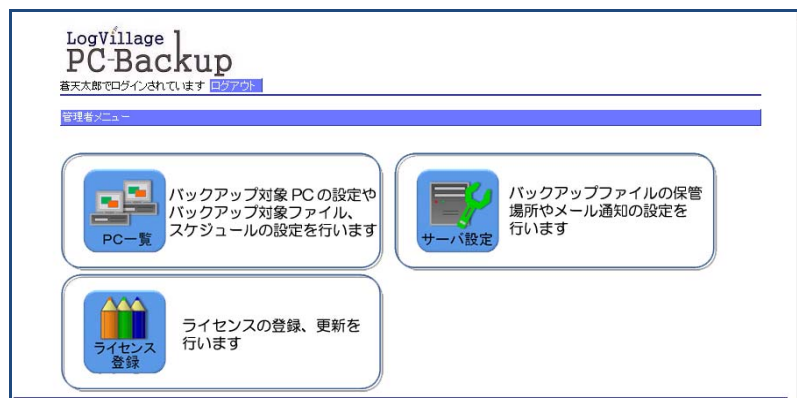 LogVillage
PC-Backup
蒼天太郎でログインされています ログアウト
管理者メニュー
PC一覧
バックアップ対象 PC の設定や
バックアップ対象ファイル、
スケジュールの設定を行います
サーバ設定
バックアップファイルの保管
場所やメール通知の設定を
行います
ライセンス
登録
ライセンスの登録、更新を
行います